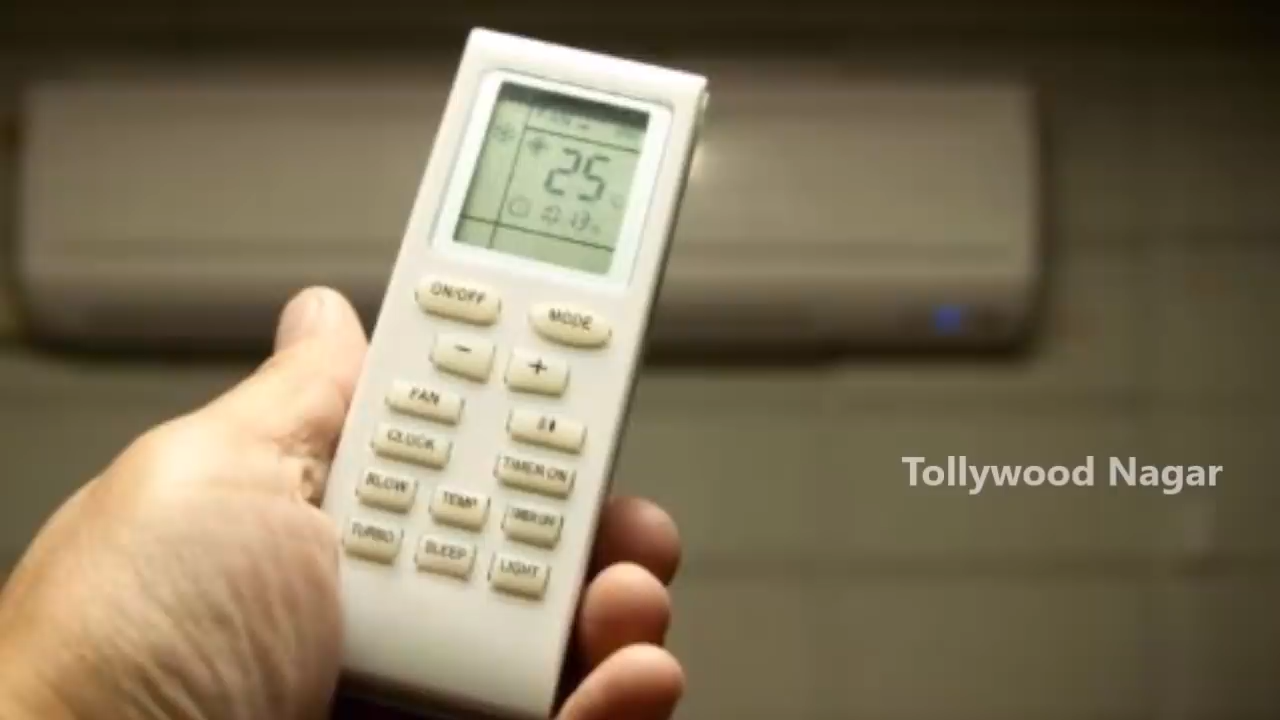 25
ON/OFF
MODE
- +
FAN
CLOCK
TIMER ON
BLOW
TEMP
TURBO
SLEEP
LIGHT
Tollywood Nagar